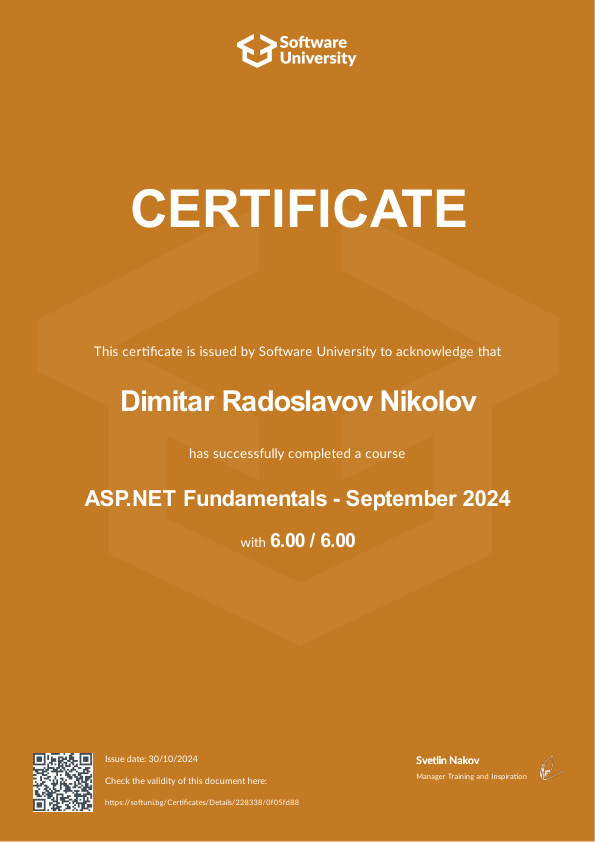 Software
University
CERTIFICATE
This certificate is issued by Software University to acknowledge that
Dimitar Radoslavov Nikolov
has successfully completed a course
ASP.NET Fundamentals - September 2024
with 6.00 / 6.00
Issue date: 30/10/2024
Check the validity of this document here:
https://softuni.bg/Certificates/Details/228338/0f05fd88
Svetlin Nakov
Manager Training and Inspiration